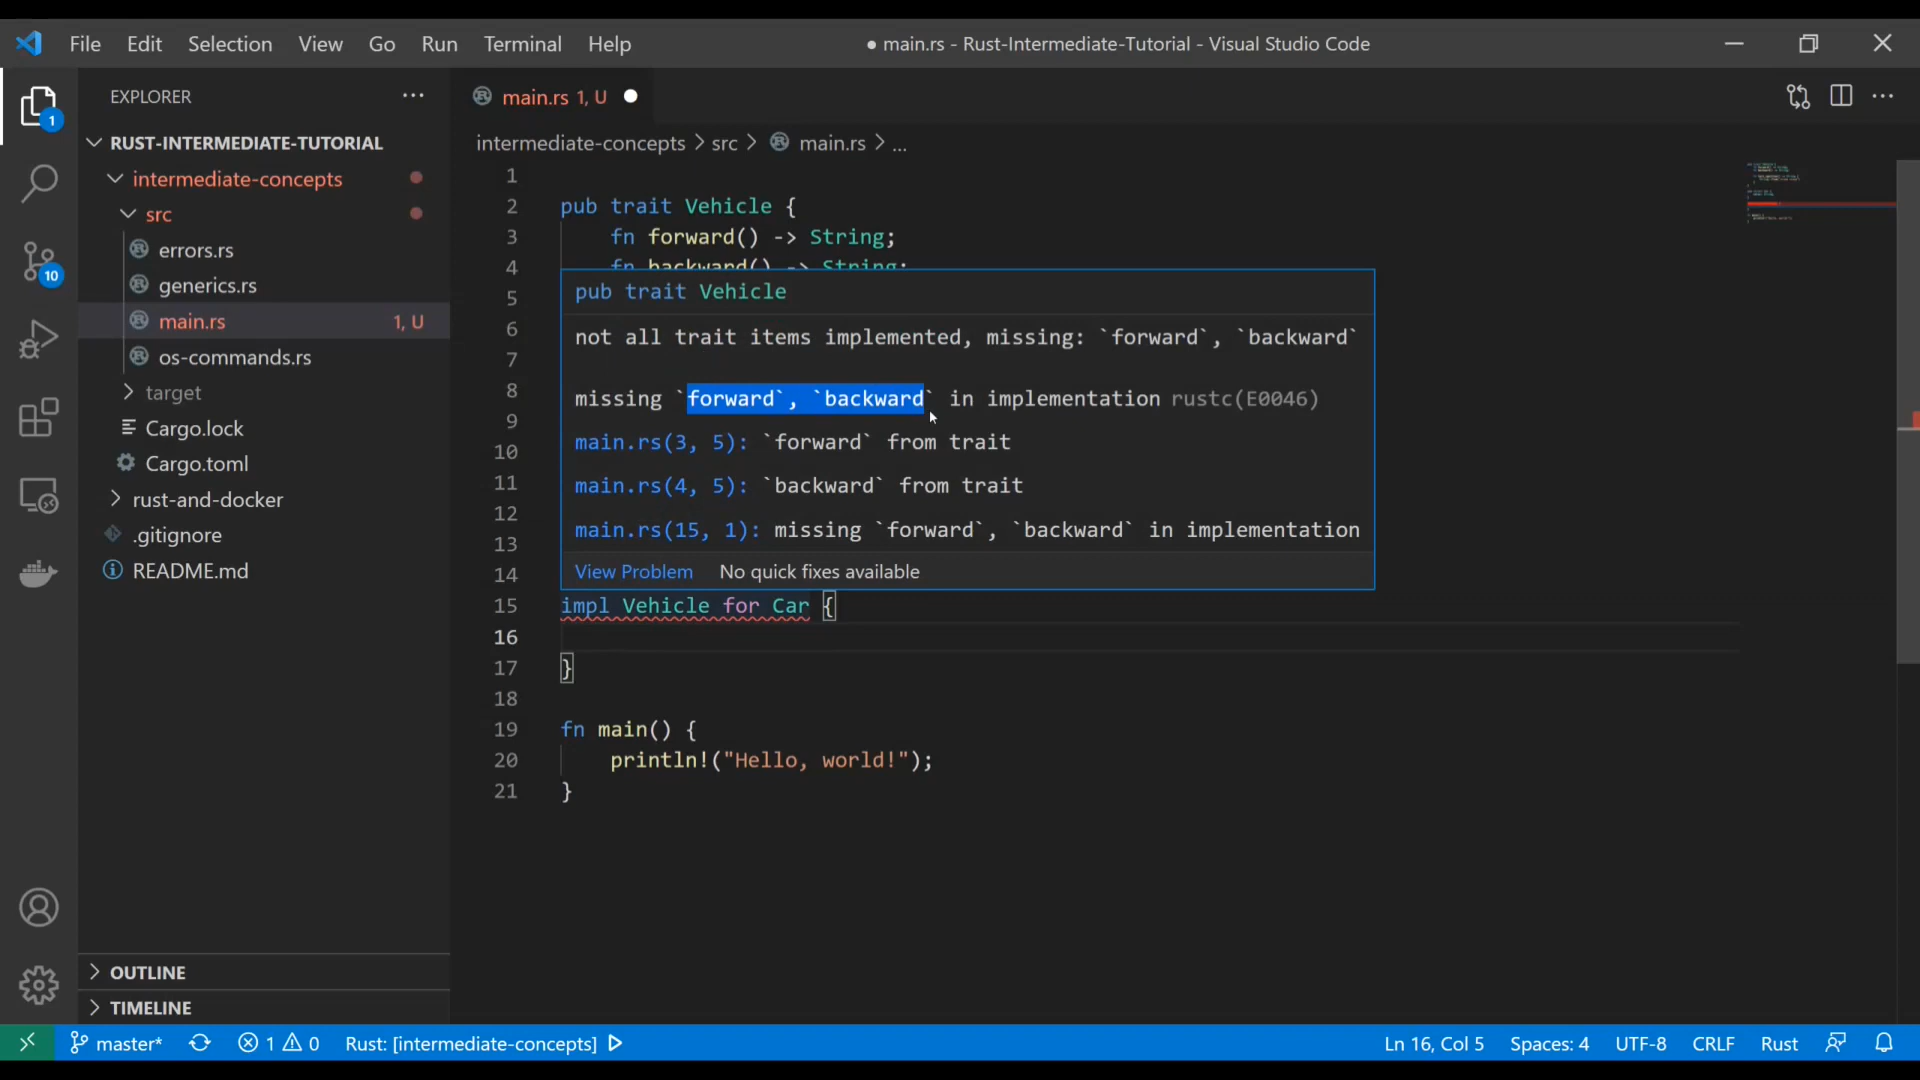 File Edit Selection View Go Run Terminal Help
● main.rs - Rust-Intermediate-Tutorial - Visual Studio Code
EXPLORER
main.rs 1, U
RUST-INTERMEDIATE-TUTORIAL
intermediate-concepts
src
errors.rs
generics.rs
main.rs 1, U
os-commands.rs
target
Cargo.lock
Cargo.toml
rust-and-docker
.gitignore
README.md
OUTLINE
TIMELINE
1
10
intermediate-concepts > src > main.rs > ...
1
2 pub trait Vehicle {
3 fn forward() -> String;
4 fn backward() -> String;
5
6
7
8
9
10
11
12
13
14
pub trait Vehicle
not all trait items implemented, missing: `forward`, `backward`
missing `forward`, `backward` in implementation rustc(E0046)
main.rs(3, 5): `forward` from trait
main.rs(4, 5): `backward` from trait
main.rs(15, 1): missing `forward`, `backward` in implementation
View Problem No quick fixes available
15 impl Vehicle for Car {
16
17 }
18
19 fn main() {
20 println!("Hello, world!");
21 }
master* 1 0 Rust: [intermediate-concepts] Ln 16, Col 5 Spaces: 4 UTF-8 CRLF Rust